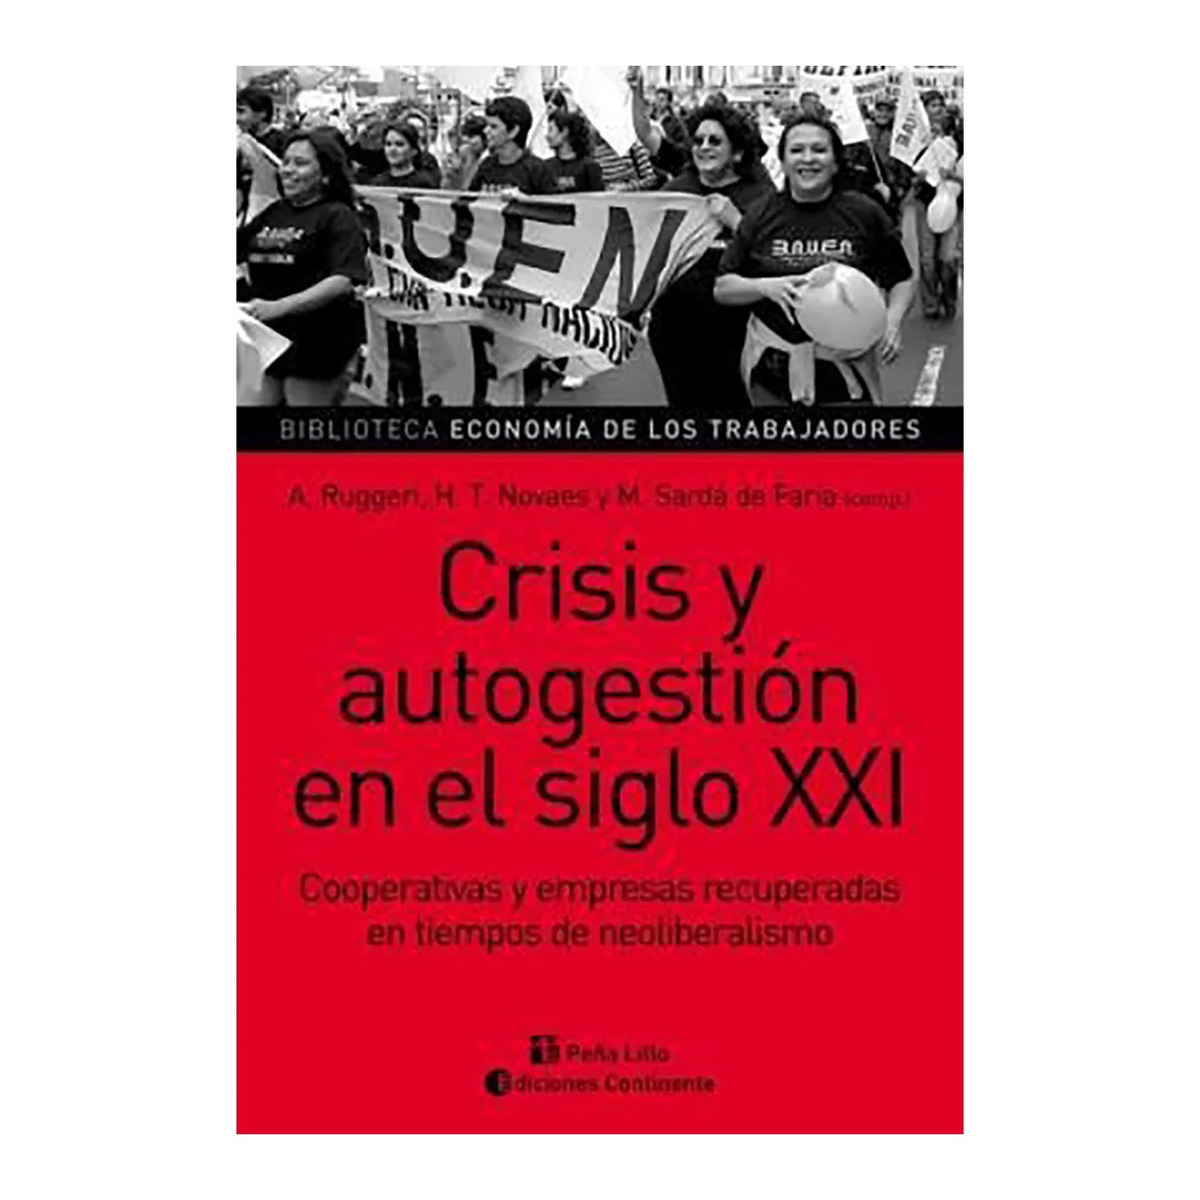 .U.E.N
BAUEN
BIBLIOTECA ECONOMÍA DE LOS TRABAJADORES
A. Ruggeri, H. T. Novaes y M. Sardá de Faria (comp.)
Crisis y
autogestión
en el siglo XXI
Cooperativas y empresas recuperadas
en tiempos de neoliberalismo
Peña Lillo
Ediciones Continente